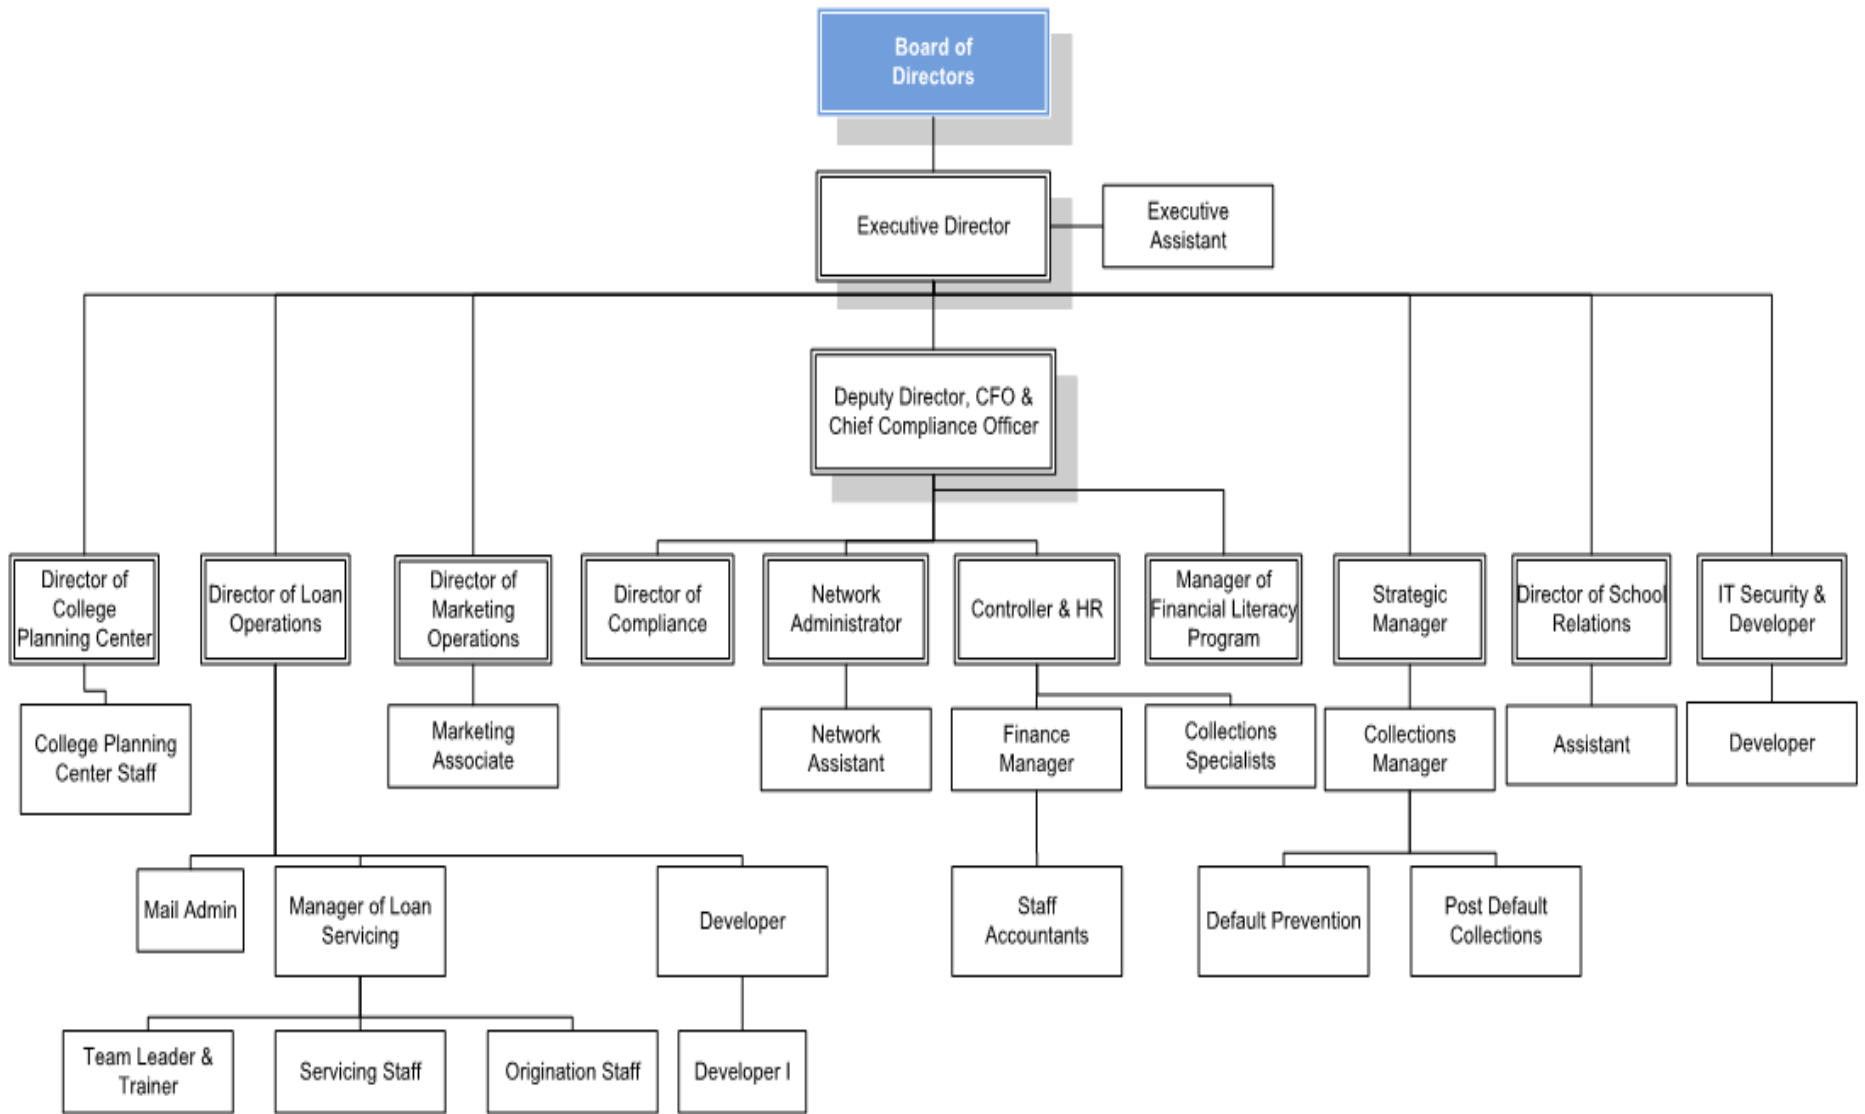 Board of
Directors
Executive Director
Executive
Assistant
Deputy Director, CFO &
Chief Compliance Officer
Director of
College
Planning Center
Director of Loan
Operations
Director of
Marketing
Operations
Director of
Compliance
Network
Administrator
Controller & HR
Manager of
Financial Literacy
Program
Strategic
Manager
Director of School
Relations
IT Security &
Developer
College Planning
Center Staff
Marketing
Associate
Network
Assistant
Finance
Manager
Collections
Specialists
Collections
Manager
Assistant
Developer
Mail Admin
Manager of Loan
Servicing
Developer
Staff
Accountants
Default Prevention
Post Default
Collections
Team Leader &
Trainer
Servicing Staff
Origination Staff
Developer I